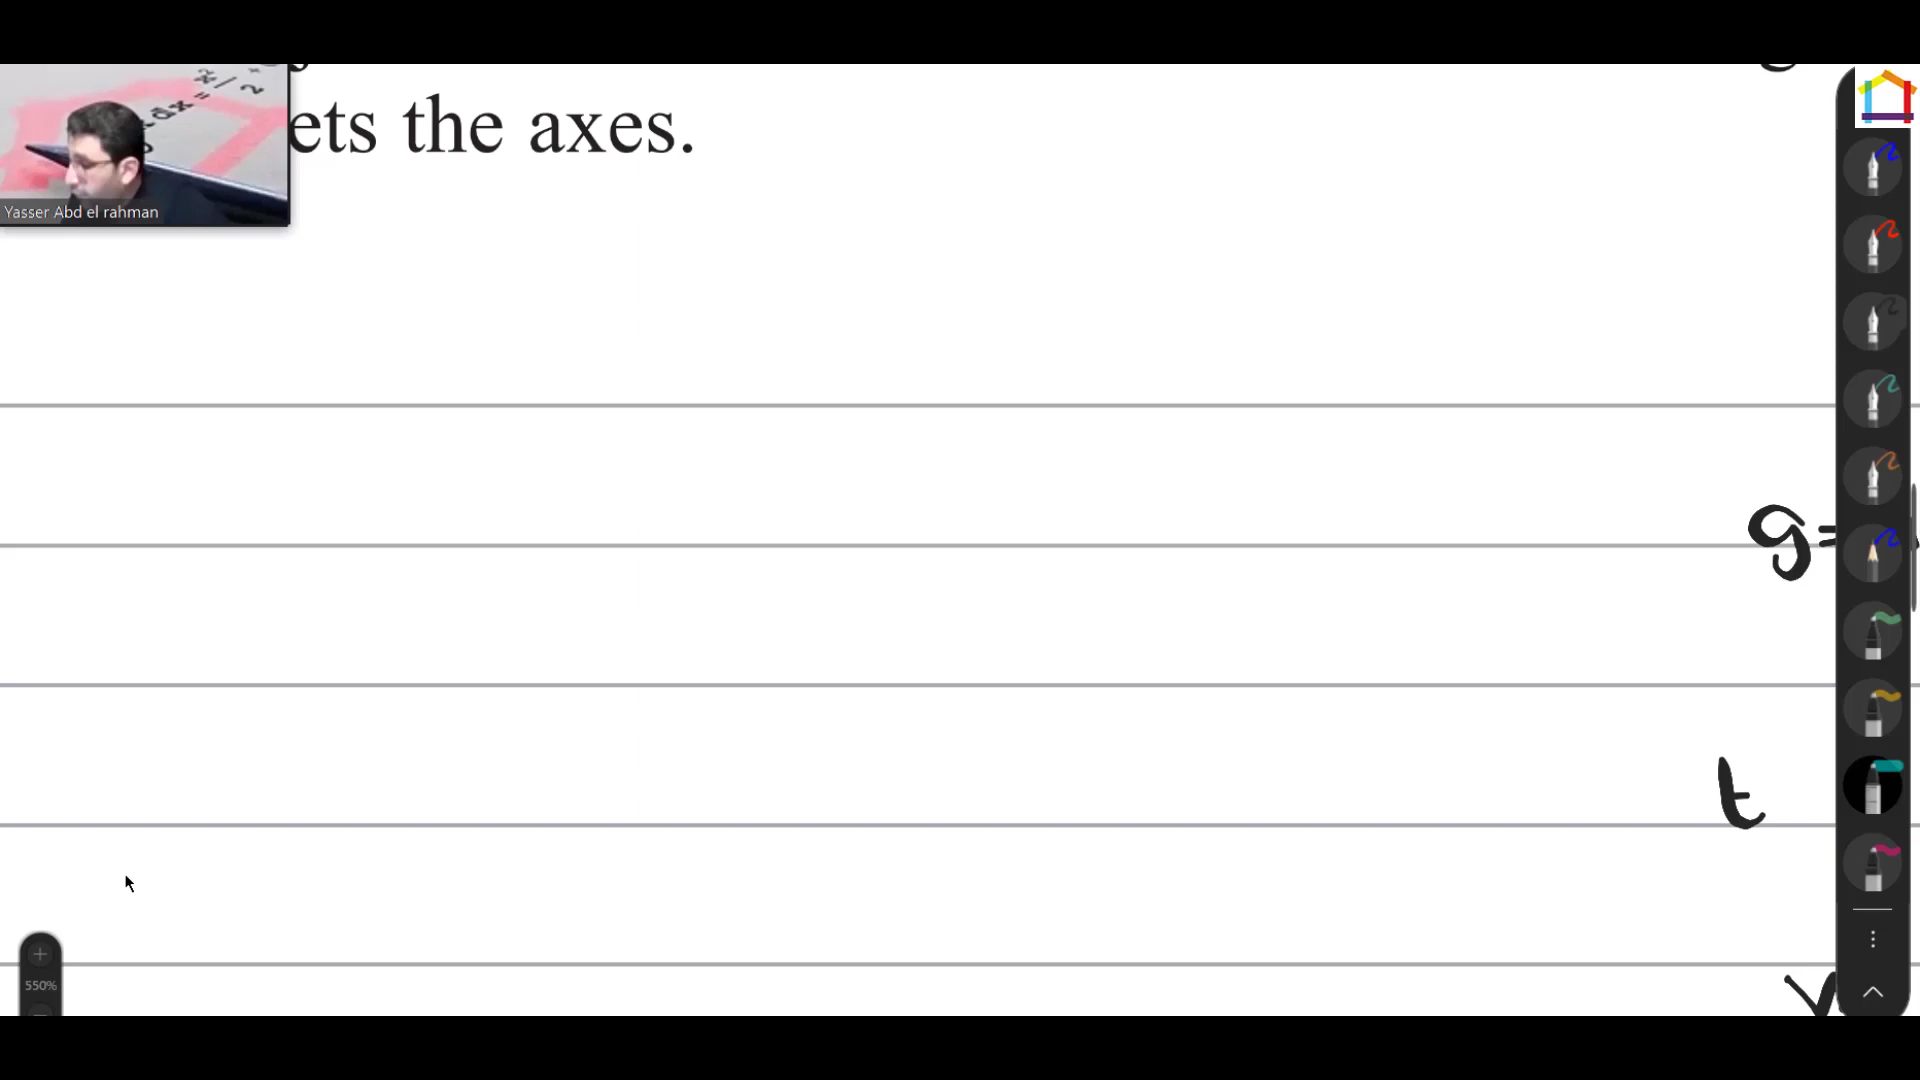 ets the axes.
Yasser Abd el rahman
g=
t
550%